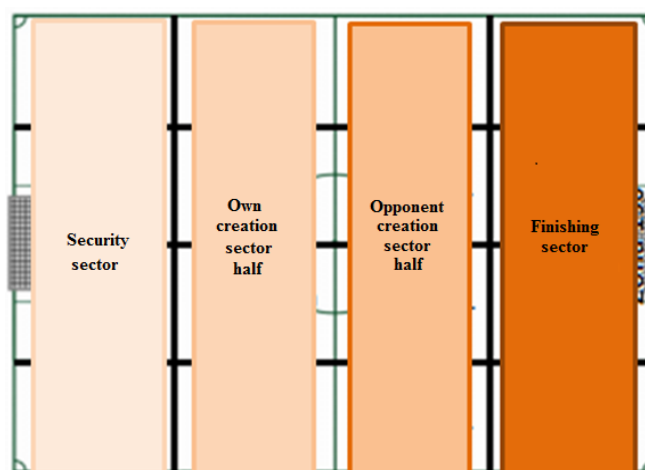 Security
sector
Own
creation
sector
half
Opponent
creation
sector
half
Finishing
sector